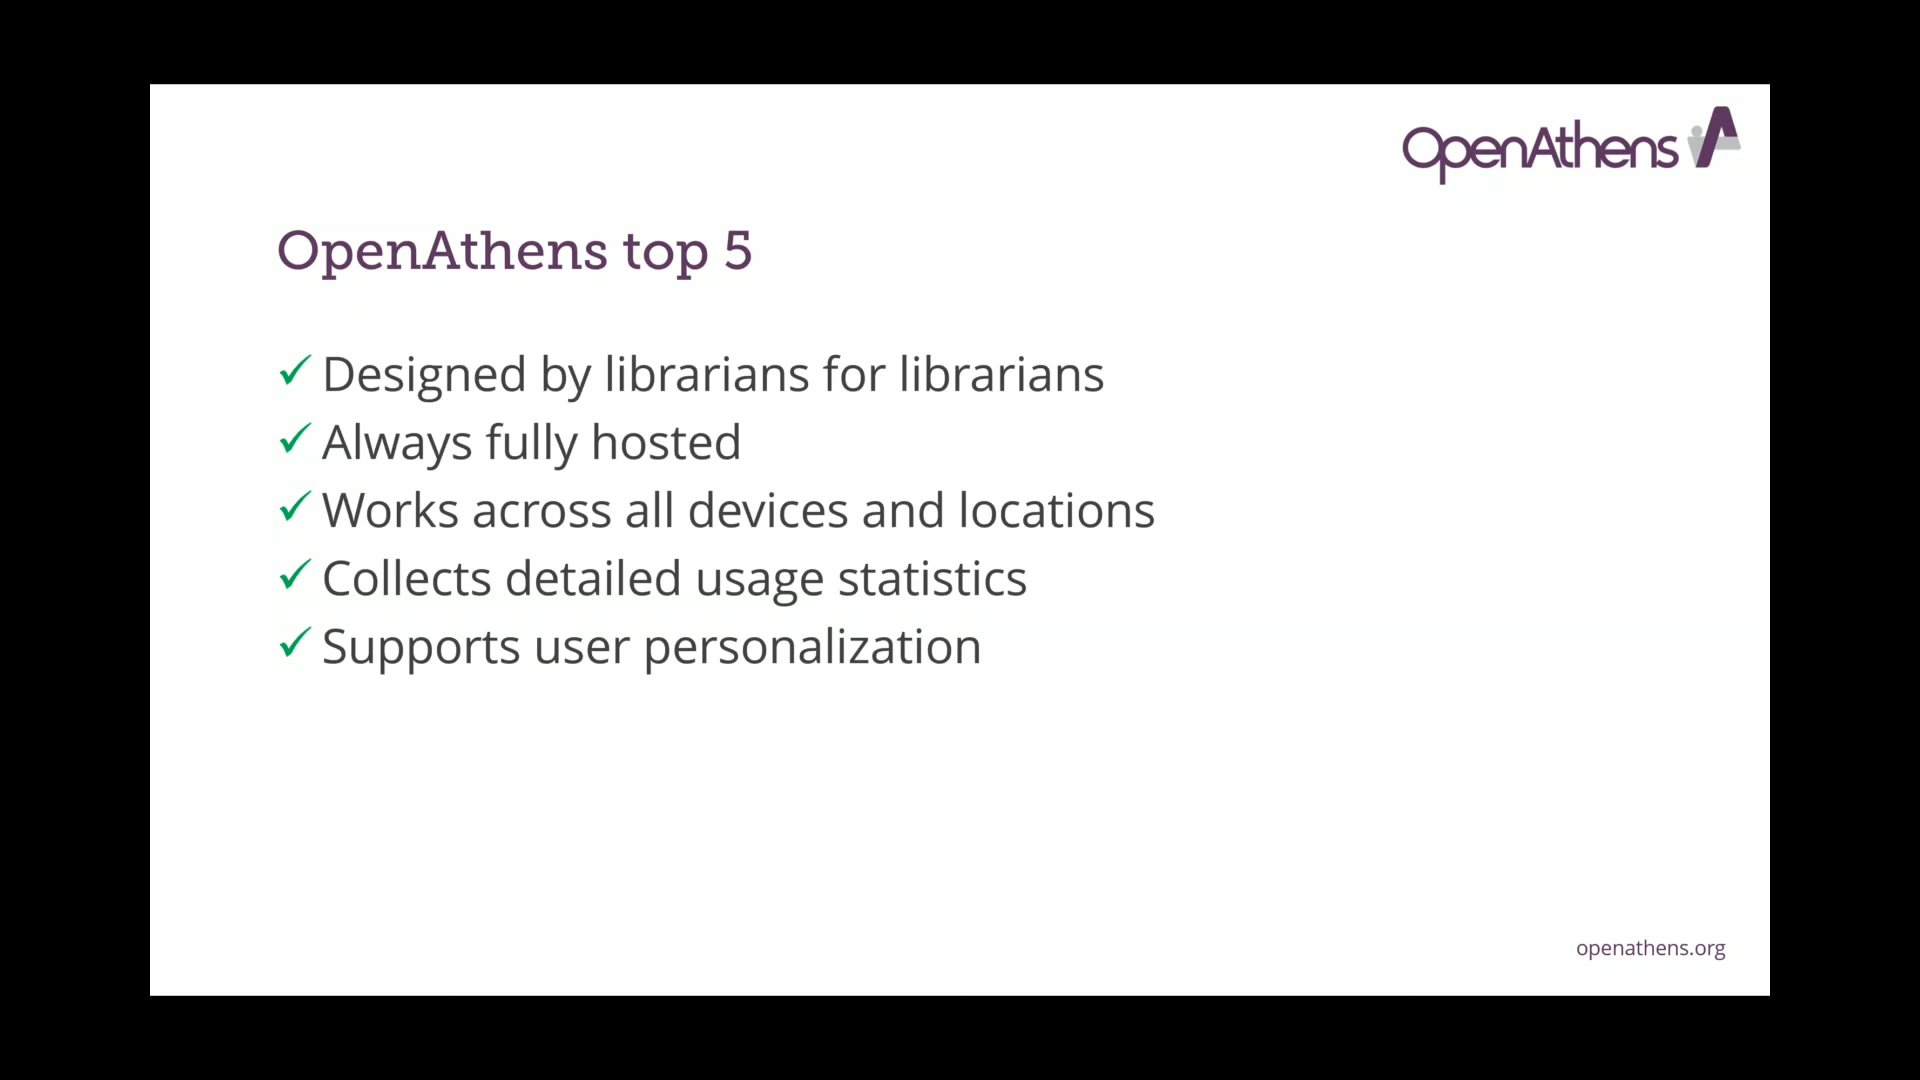 OpenAthens
OpenAthens top 5
✓ Designed by librarians for librarians
✓ Always fully hosted
✓ Works across all devices and locations
✓ Collects detailed usage statistics
✓ Supports user personalization
openathens.org